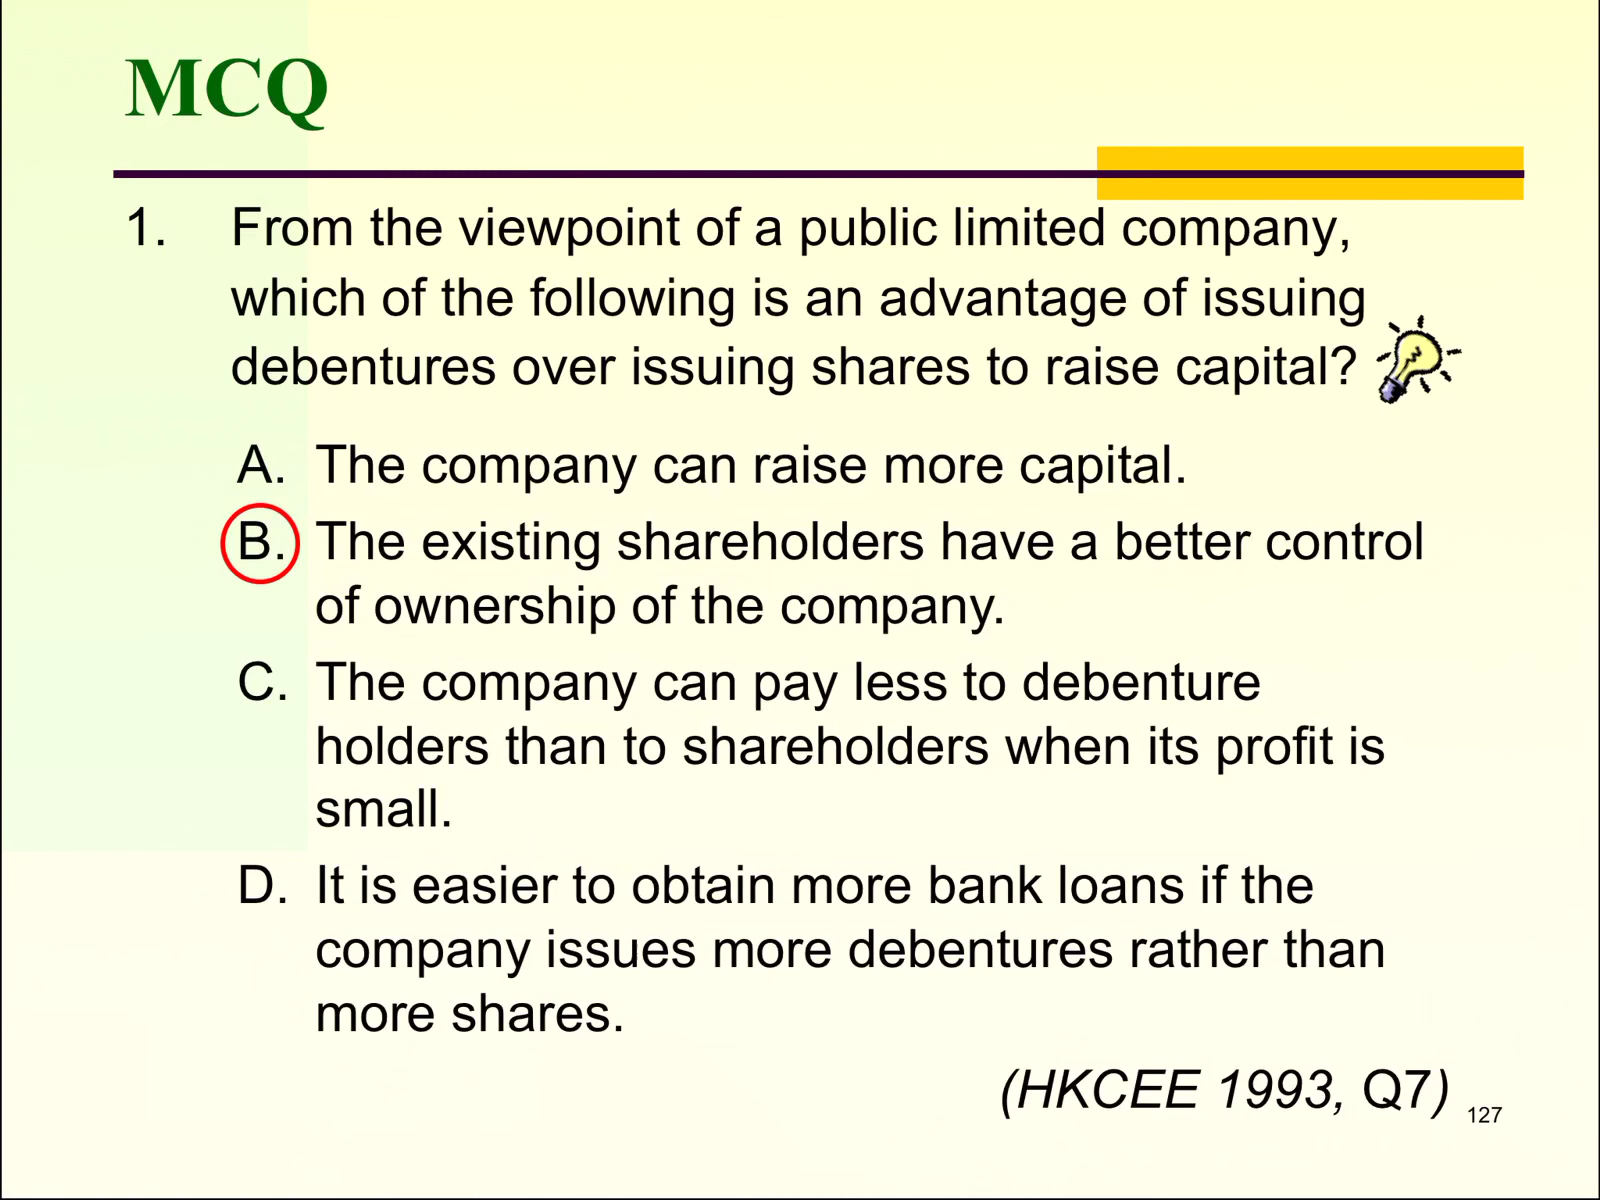 MCQ
1. From the viewpoint of a public limited company,
which of the following is an advantage of issuing
debentures over issuing shares to raise capital?
A. The company can raise more capital.
B. The existing shareholders have a better control
of ownership of the company.
C. The company can pay less to debenture
holders than to shareholders when its profit is
small.
D. It is easier to obtain more bank loans if the
company issues more debentures rather than
more shares.
(HKCEE 1993, Q7)
127